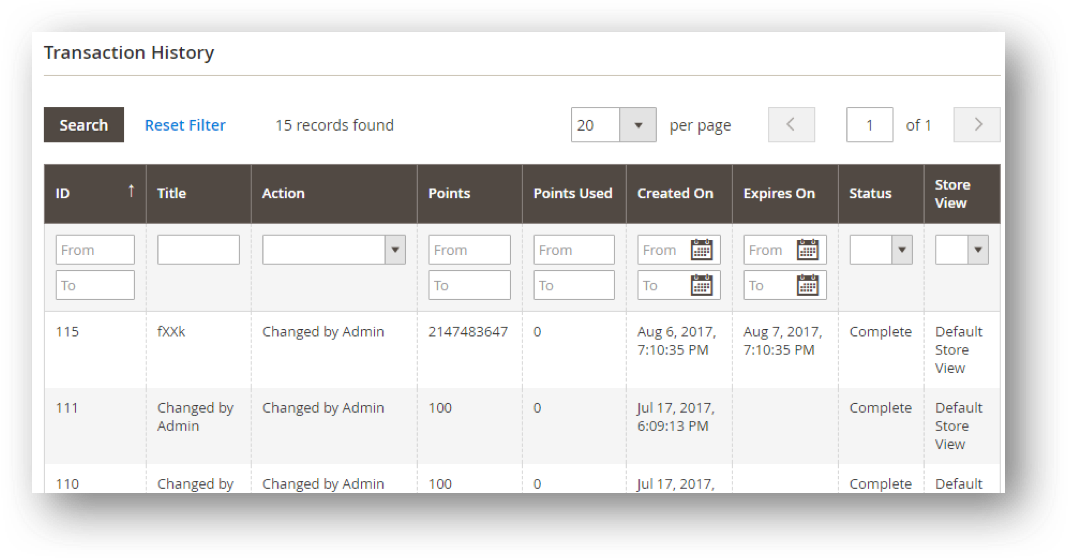 Transaction History
Search Reset Filter 15 records found 20 per page 1 of 1
ID Title Action Points Points Used Created On Expires On Status Store
View
From From From From From
To To To To To
115 fXXk Changed by Admin 2147483647 0 Aug 6, 2017, Aug 7, 2017, Complete Default
7:10:35 PM 7:10:35 PM Store
View
111 Changed by Changed by Admin 100 0 Jul 17, 2017, Complete Default
Admin 6:09:13 PM Store
View
110 Changed by Changed by Admin 100 0 Jul 17, 2017, Complete Default